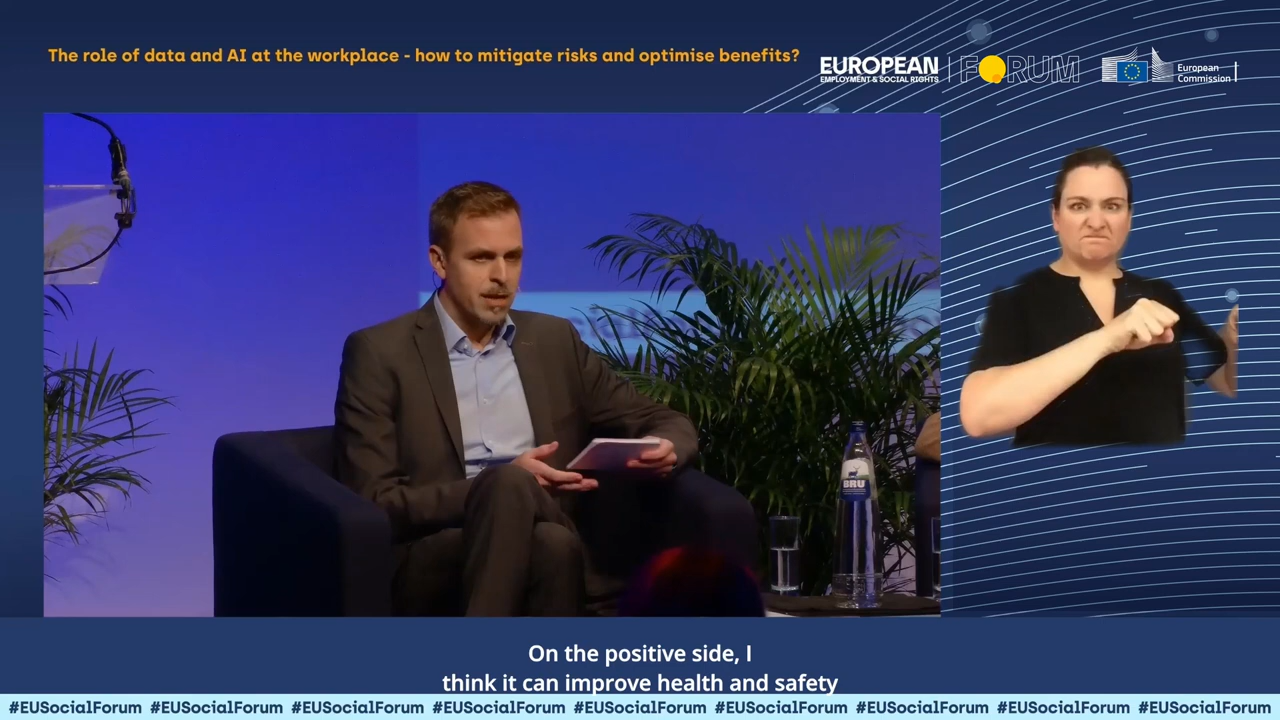 The role of data and AI at the workplace - how to mitigate risks and optimise benefits?
EUROPEAN
EMPLOYMENT & SOCIAL RIGHTS
FORUM
European
Commission
BRU
On the positive side, I
think it can improve health and safety
#EUSocialForum #EUSocialForum #EUSocialForum #EUSocialForum #EUSocialForum #EUSocialForum #EUSocialForum #EUSocialForum #EUSocialForum